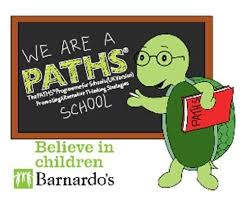 WE ARE A
PATHS®
The PATHS® Programme for Schools (UK Version)
Promoting Alternative Thinking Strategies
SCHOOL
PATHS
Believe in
children
Barnardo's